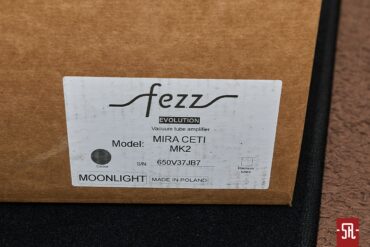 fezz
EVOLUTION
Vacuum tube amplifier
Model: MIRA CETI
MK2
S/N: 650V37JB7
MOONLIGHT MADE IN POLAND